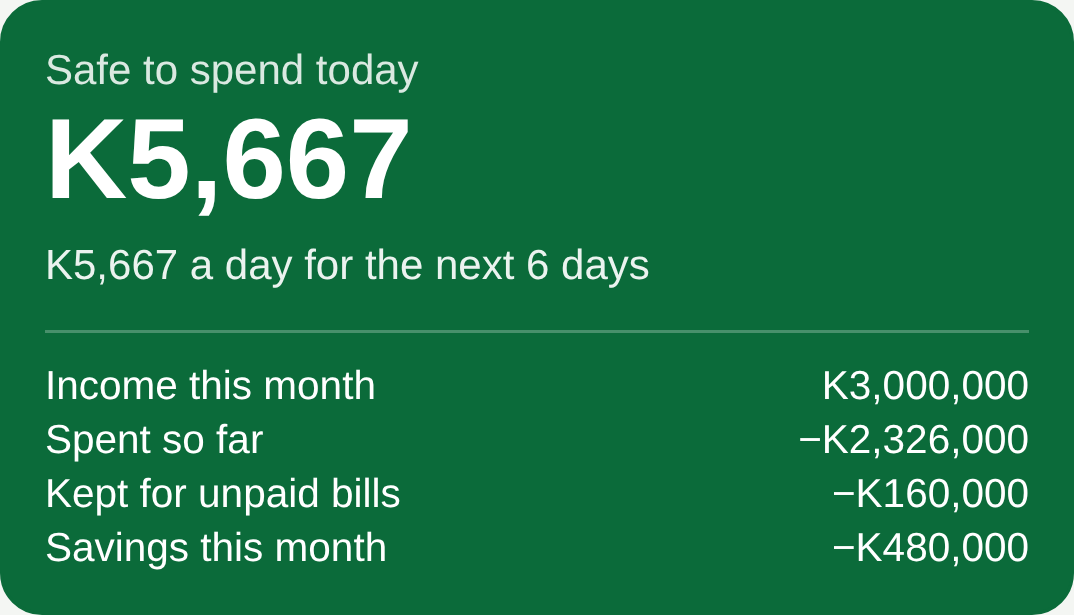 Safe to spend today
K5,667
K5,667 a day for the next 6 days
Income this month K3,000,000
Spent so far −K2,326,000
Kept for unpaid bills −K160,000
Savings this month −K480,000